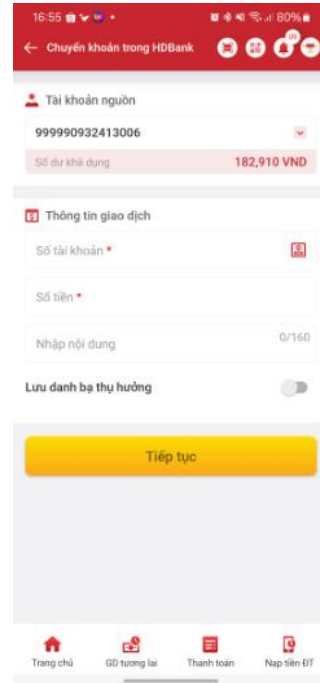 16:55 80%
Chuyển khoản trong HDBank
Tài khoản nguồn
999990932413006
Số dư khả dụng 182,910 VND
Thông tin giao dịch
Số tài khoản *
Số tiền *
Nhập nội dung 0/160
Lưu danh bạ thụ hưởng
Tiếp tục
Trang chủ GD tương lai Thanh toán Nạp tiền ĐT